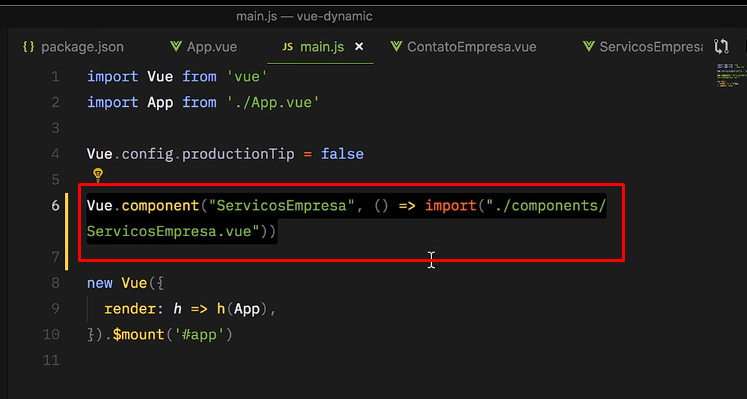 main.js — vue-dynamic
{} package.json App.vue JS main.js × ContatoEmpresa.vue ServicosEmpresa
1 import Vue from 'vue'
2 import App from './App.vue'
3
4 Vue.config.productionTip = false
5
6 Vue.component("ServicosEmpresa", () => import("./components/
ServicosEmpresa.vue"))
7
8 new Vue({
9 render: h => h(App),
10 }).$mount('#app')
11